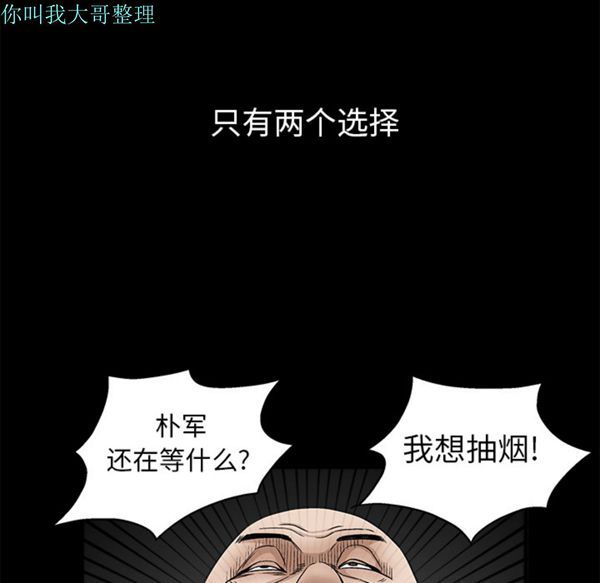 你叫我大哥整理
只有两个选择
朴军
还在等什么?
我想抽烟!